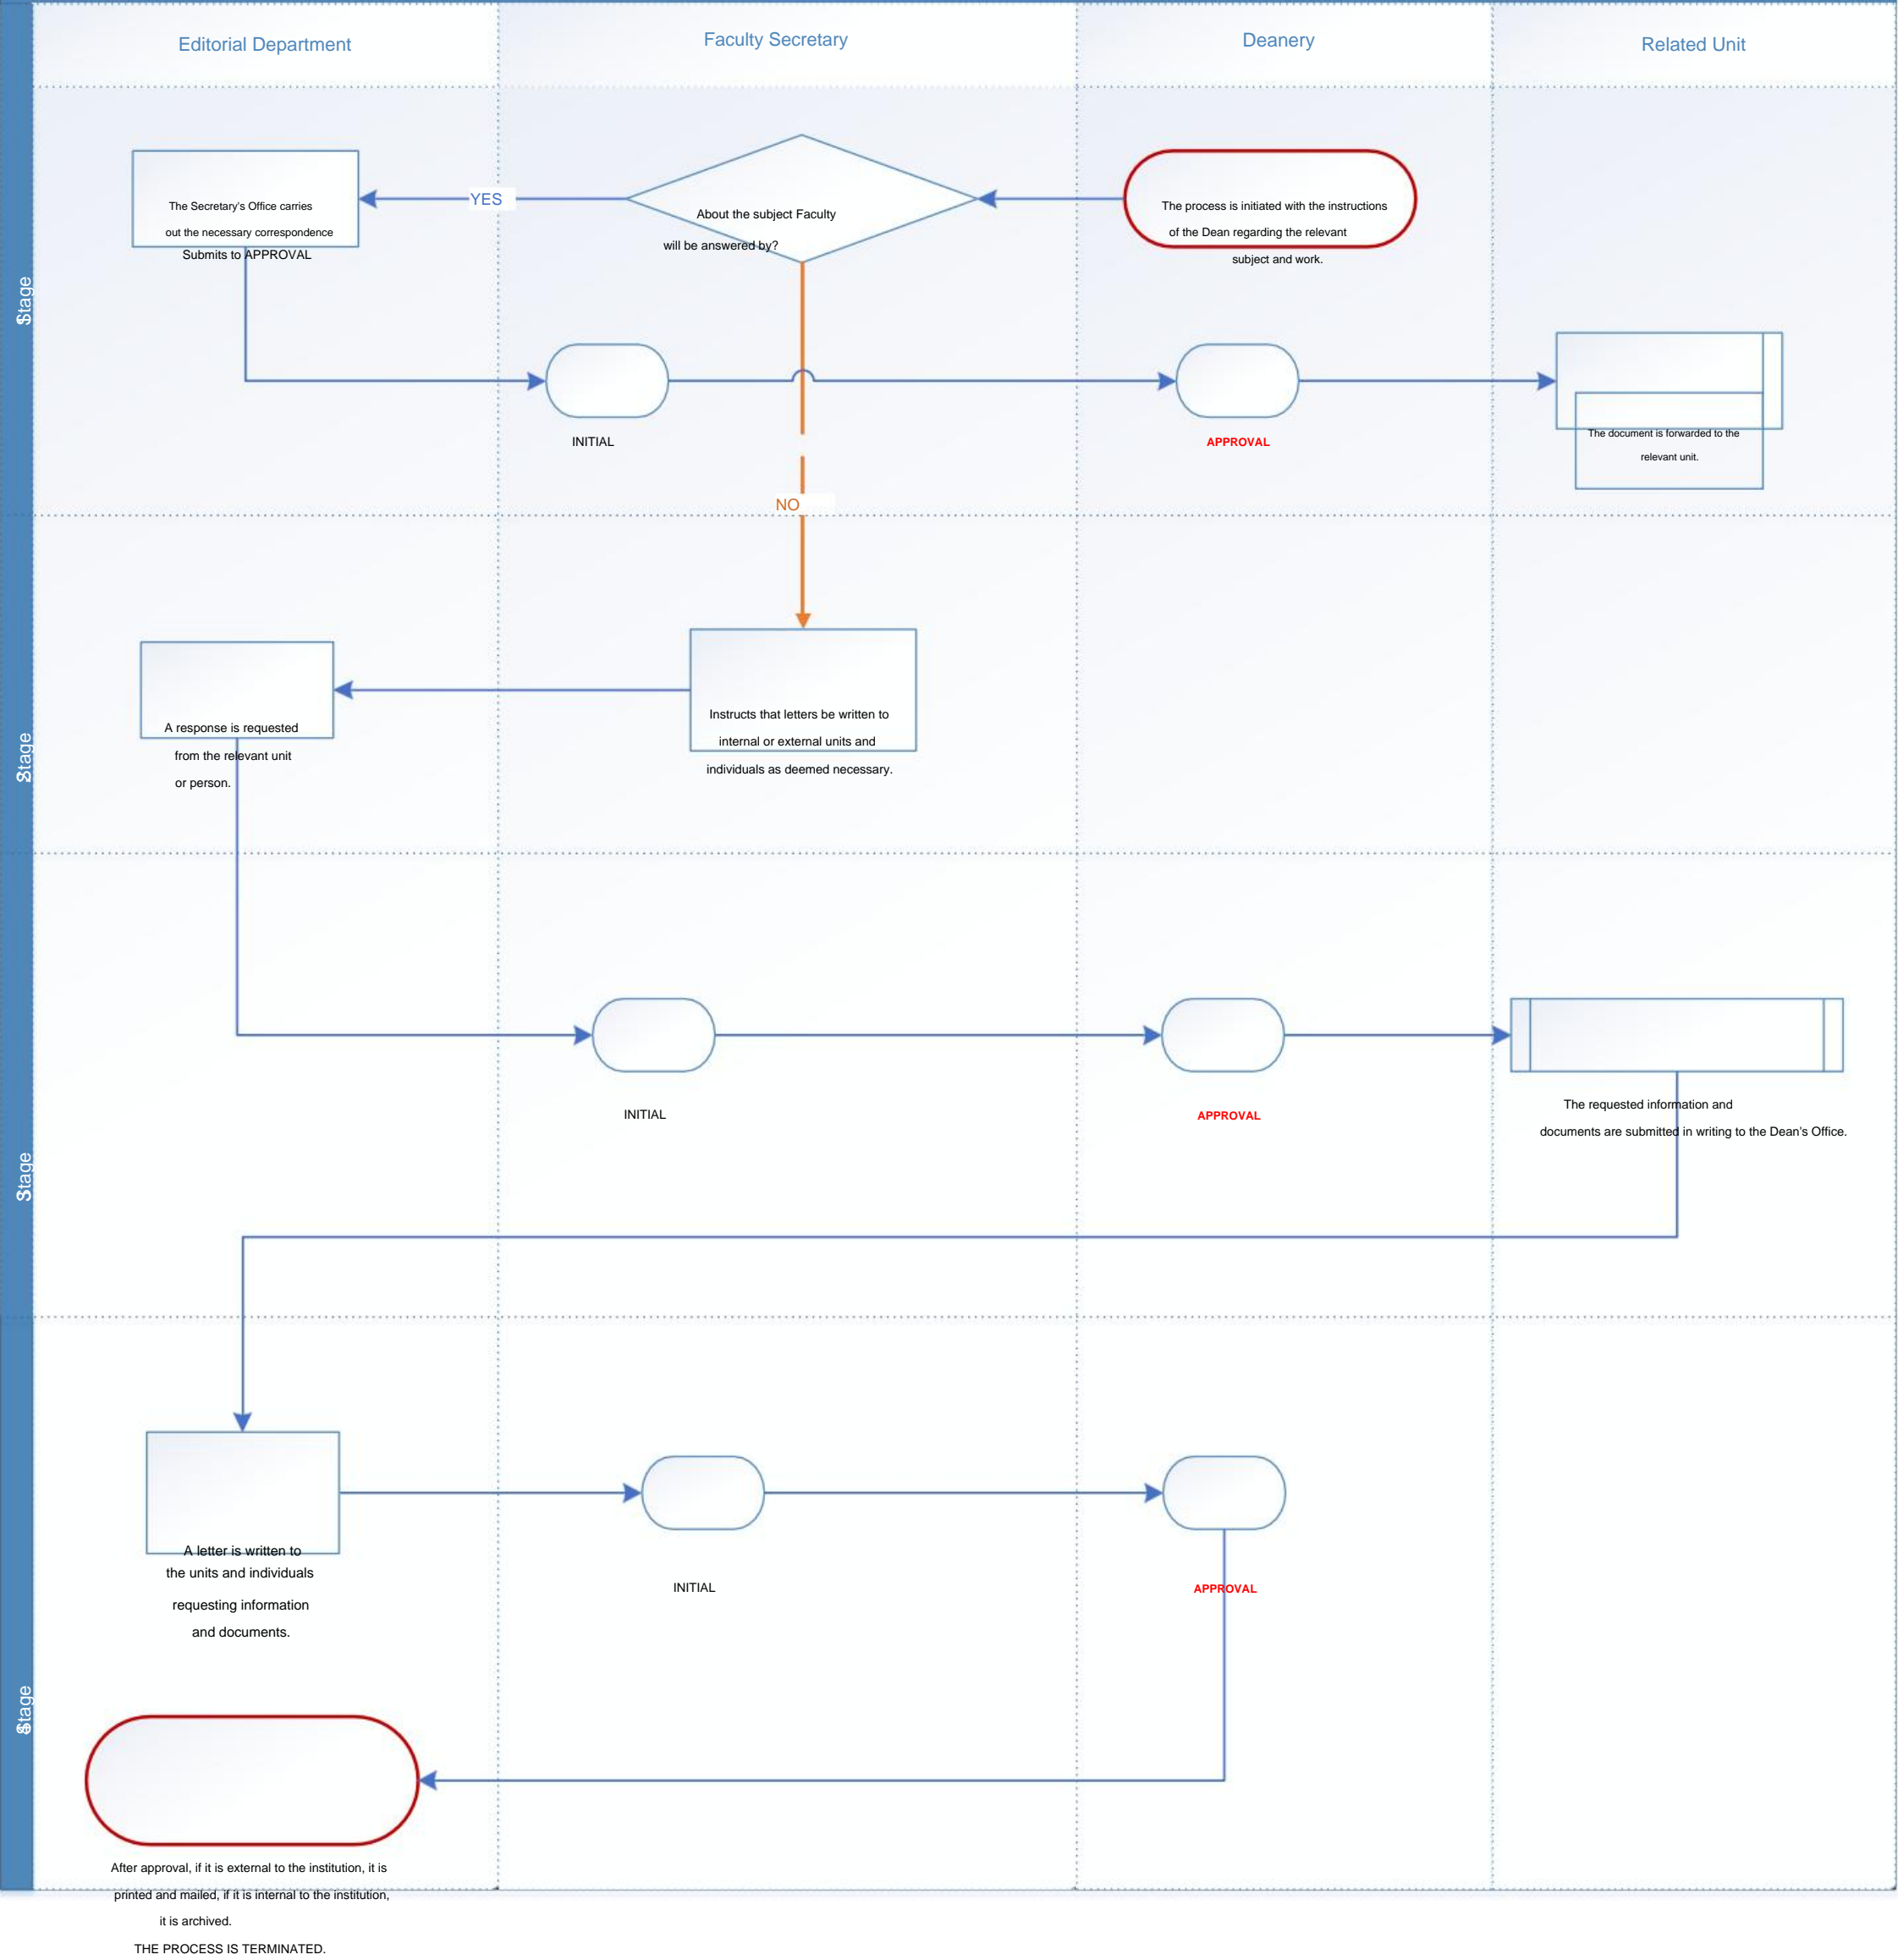 Editorial Department
Faculty Secretary
Deanery
Related Unit
The Secretary's Office carries
out the necessary correspondence
Submits to APPROVAL
YES
About the subject Faculty
will be answered by?
The process is initiated with the instructions
of the Dean regarding the relevant
subject and work.
Stage
INITIAL
APPROVAL
The document is forwarded to the
relevant unit.
NO
Stage
A response is requested
from the relevant unit
or person.
Instructs that letters be written to
internal or external units and
individuals as deemed necessary.
Stage
INITIAL
APPROVAL
The requested information and
documents are submitted in writing to the Dean's Office.
Stage
A letter is written to
the units and individuals
requesting information
and documents.
INITIAL
APPROVAL
After approval, if it is external to the institution, it is
printed and mailed, if it is internal to the institution,
it is archived.
THE PROCESS IS TERMINATED.